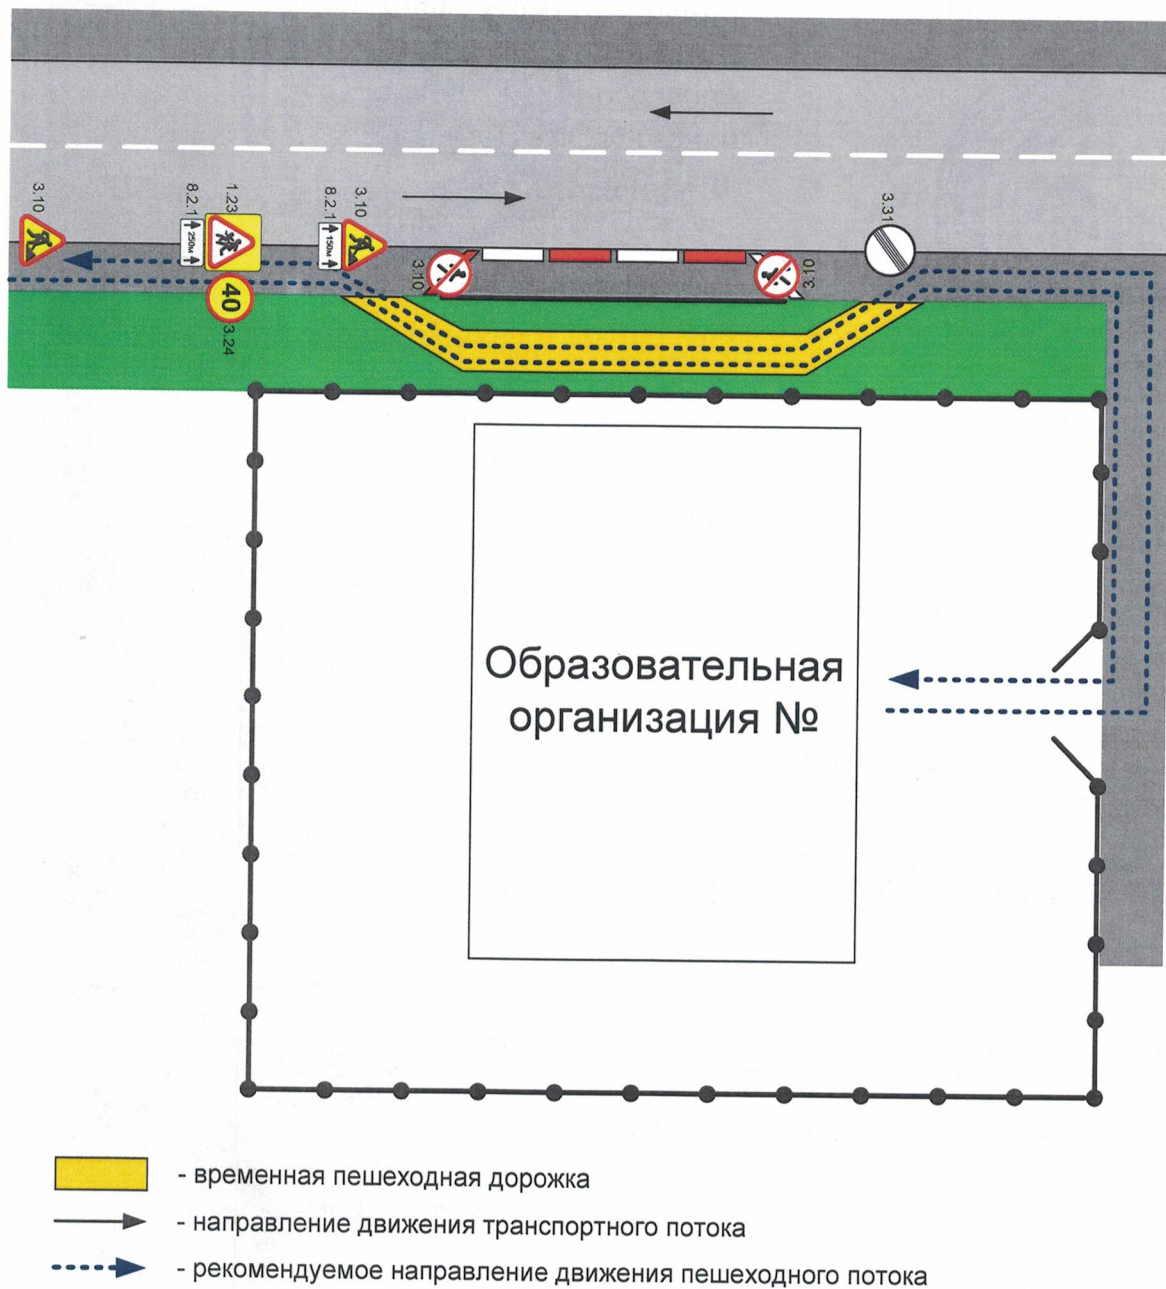 3.10
8.2.1
250м
1.23
40
3.24
8.2.1
150м
3.10
3.10
3.10
3.31
Образовательная
организация №
- временная пешеходная дорожка
- направление движения транспортного потока
- рекомендуемое направление движения пешеходного потока